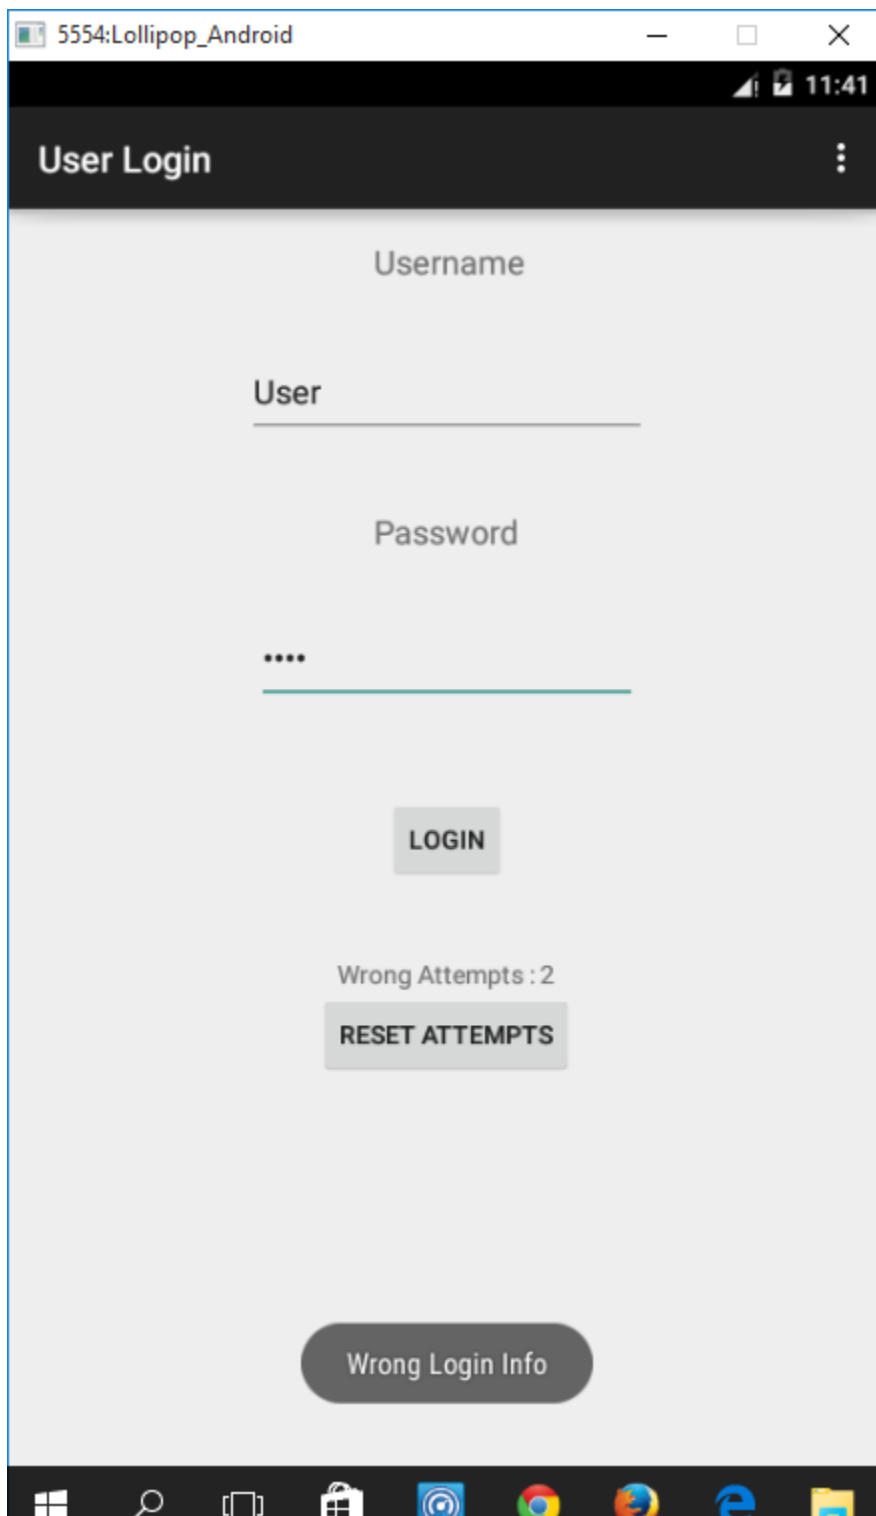 5554:Lollipop_Android
11:41
User Login
Username
User
Password
••••
LOGIN
Wrong Attempts : 2
RESET ATTEMPTS
Wrong Login Info